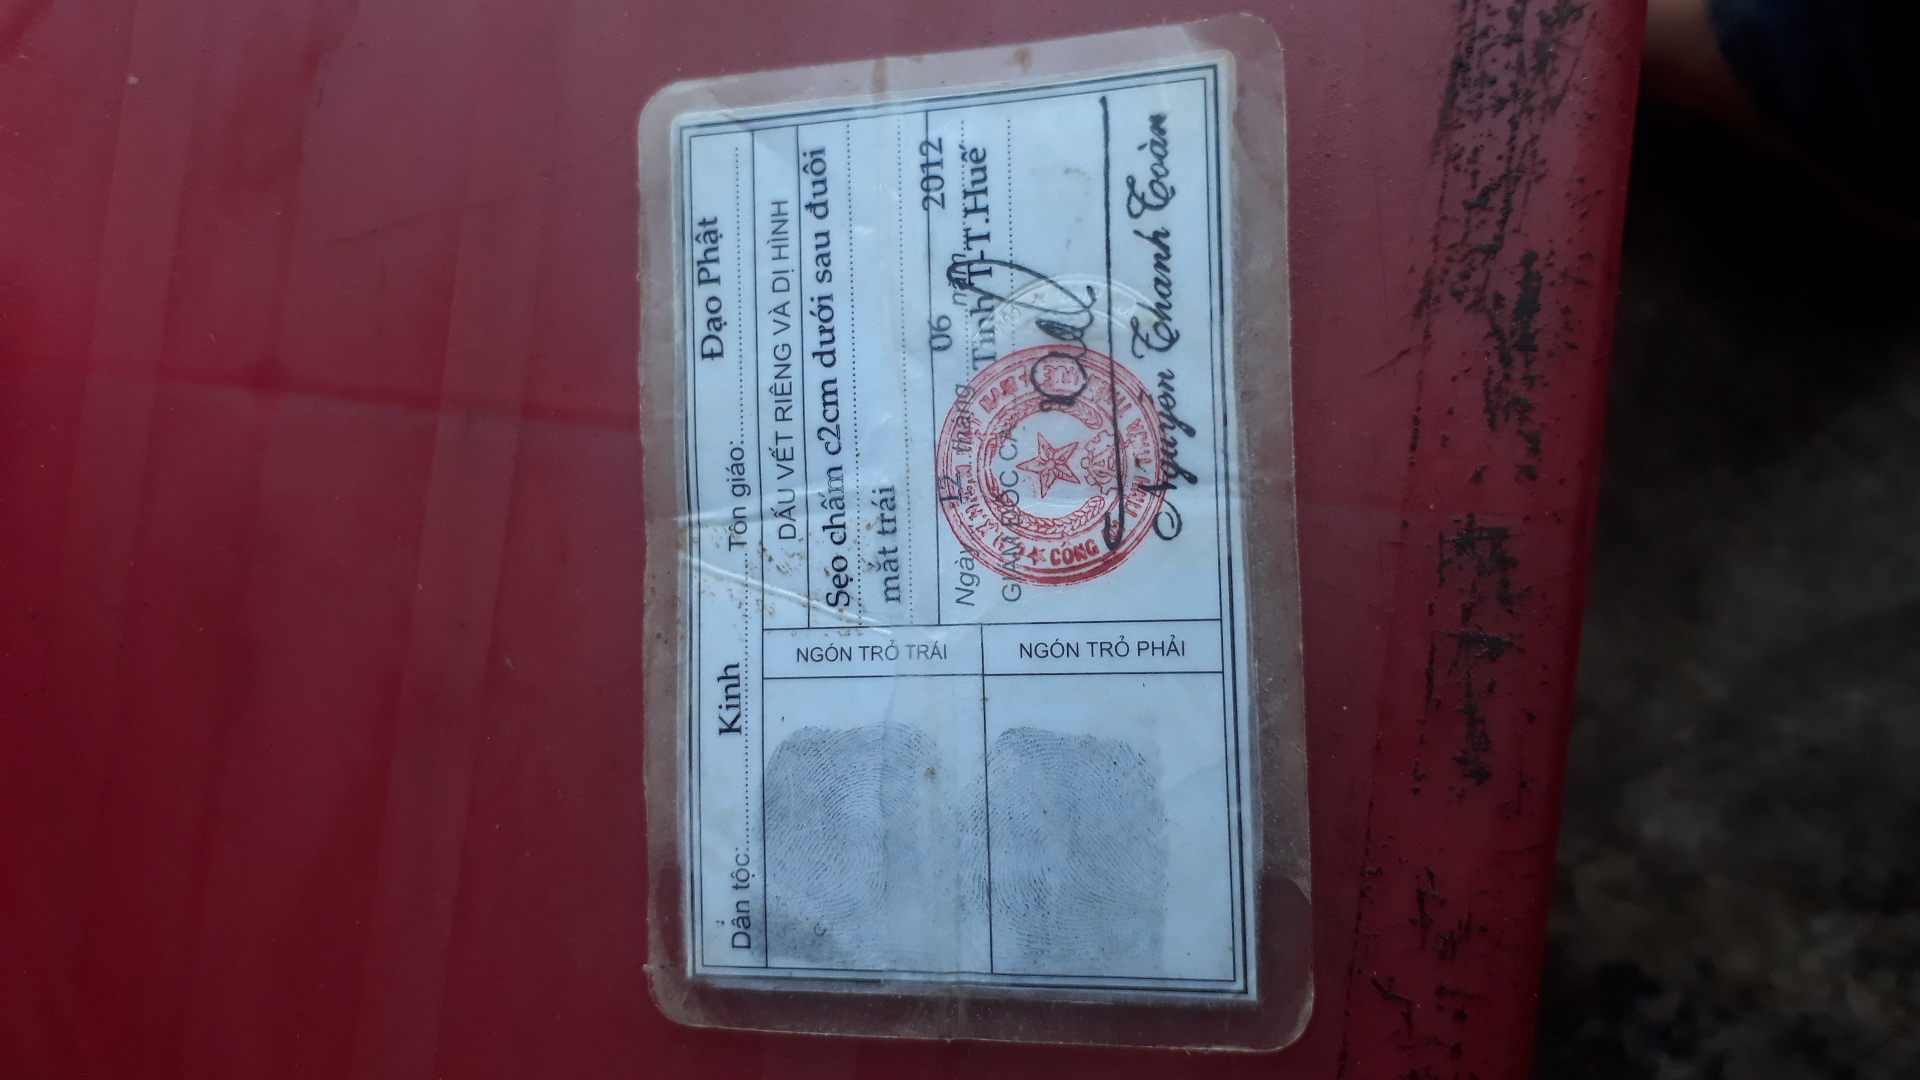 Dân tộc: Kinh Tôn giáo: Đạo Phật
NGÓN TRỎ TRÁI
NGÓN TRỎ PHẢI
DẤU VẾT RIÊNG VÀ DỊ HÌNH
Sẹo chấm c2cm dưới sau đuôi
mắt trái
Ngày 12 tháng 06 năm 2012
GIÁM ĐỐC CA Tỉnh T-T.Huế
CÔNG AN TỈNH THỪA THIÊN
Nguyễn Thanh Toàn